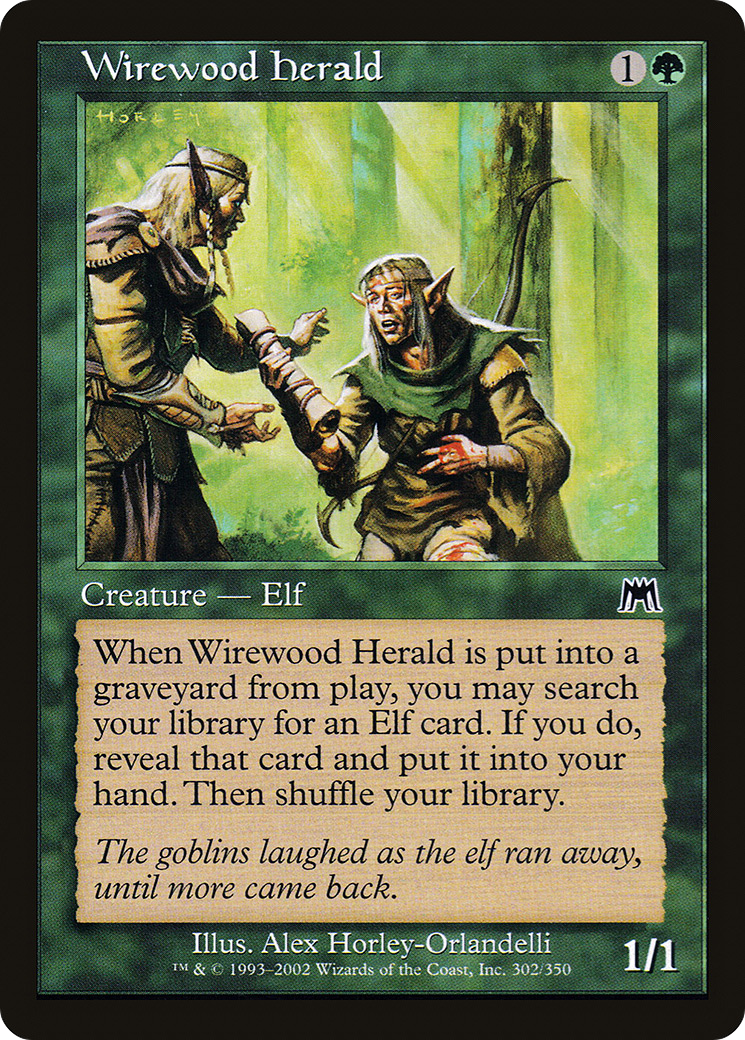 Wirewood Herald 1
HORLEY
Creature — Elf
When Wirewood Herald is put into a
graveyard from play, you may search
your library for an Elf card. If you do,
reveal that card and put it into your
hand. Then shuffle your library.
The goblins laughed as the elf ran away,
until more came back.
Illus. Alex Horley-Orlandelli
™ & © 1993–2002 Wizards of the Coast, Inc. 302/350
1/1